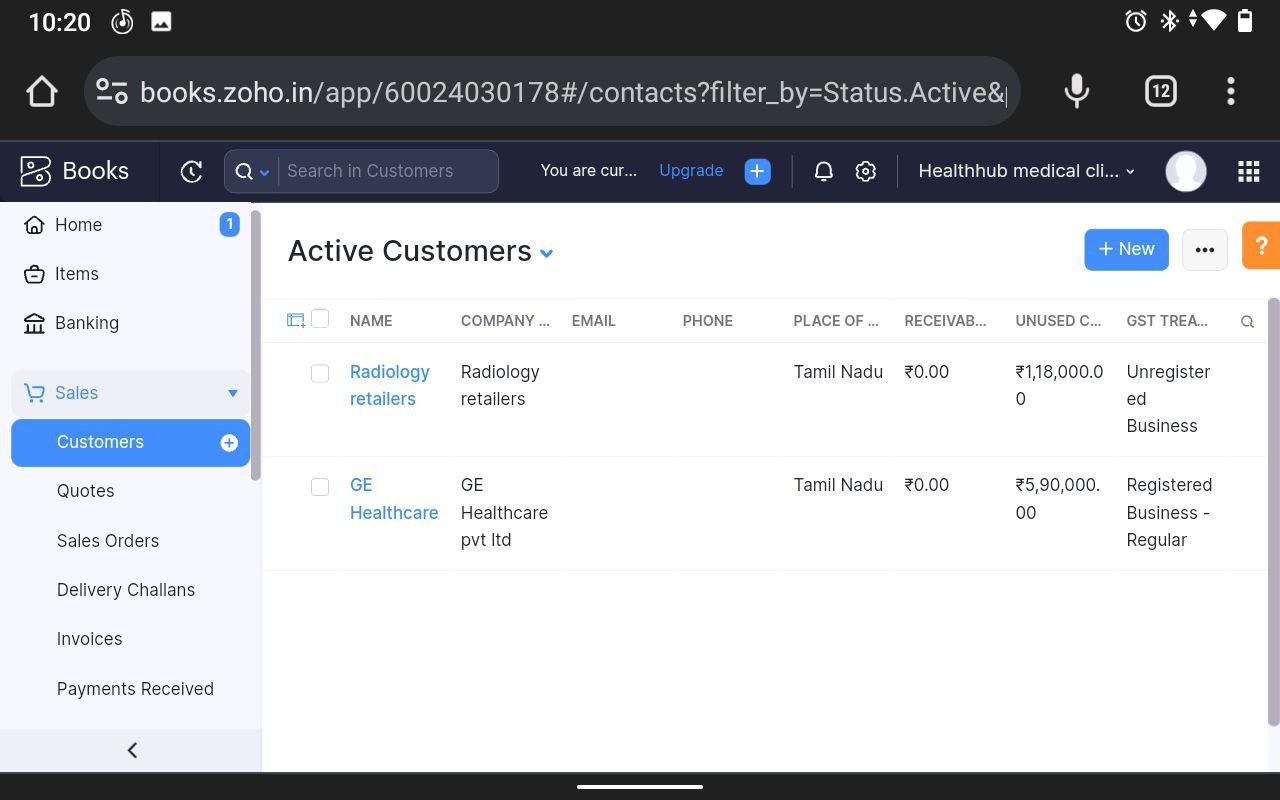 10:20
books.zoho.in/app/60024030178#/contacts?filter_by=Status.Active&
12
Books
Search in Customers
You are cur...
Upgrade
Healthhub medical cli...
Home
1
Items
Banking
Sales
Customers
Quotes
Sales Orders
Delivery Challans
Invoices
Payments Received
Active Customers
+ New
?
NAME COMPANY ... EMAIL PHONE PLACE OF ... RECEIVAB... UNUSED C... GST TREA...
Radiology Radiology Tamil Nadu ₹0.00 ₹1,18,000.0 Unregister
retailers retailers 0 ed
Business
GE GE Tamil Nadu ₹0.00 ₹5,90,000. Registered
Healthcare Healthcare 00 Business -
pvt ltd Regular